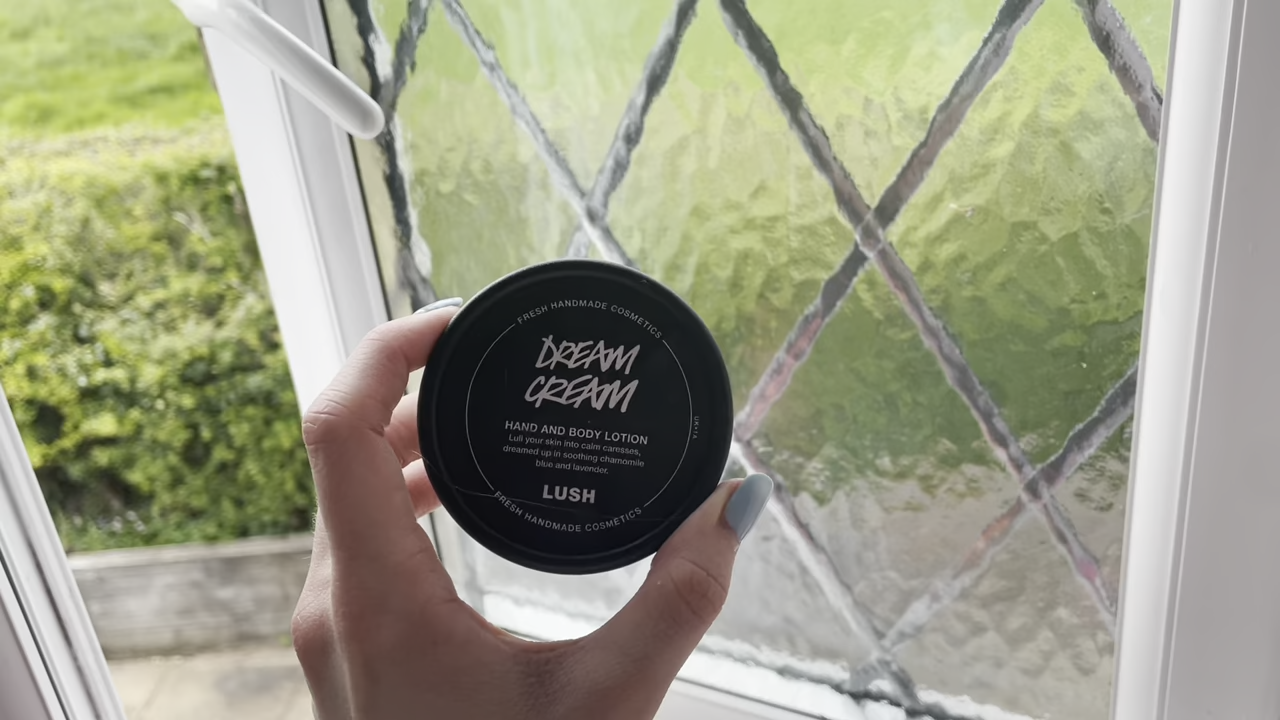 FRESH HANDMADE COSMETICS
DREAM
CREAM
HAND AND BODY LOTION
Lull your skin into calm caresses,
dreamed up in soothing chamomile
blue and lavender.
LUSH
FRESH HANDMADE COSMETICS